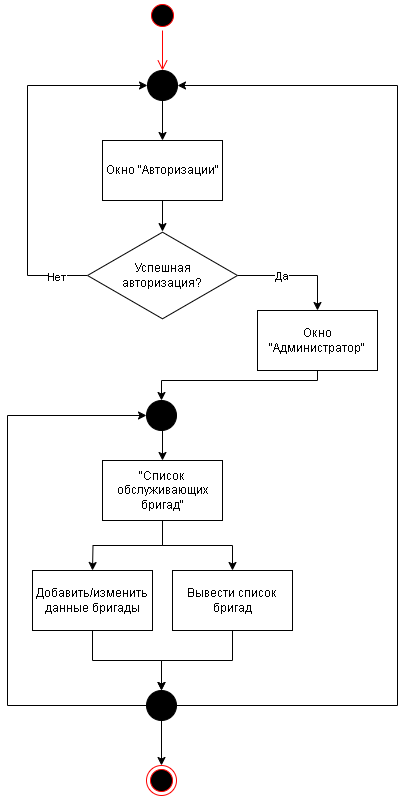 Окно "Авторизации"
Успешная
авторизация?
Нет
Да
Окно
"Администратор"
"Список
обслуживающих
бригад"
Добавить/изменить
данные бригады
Вывести список
бригад